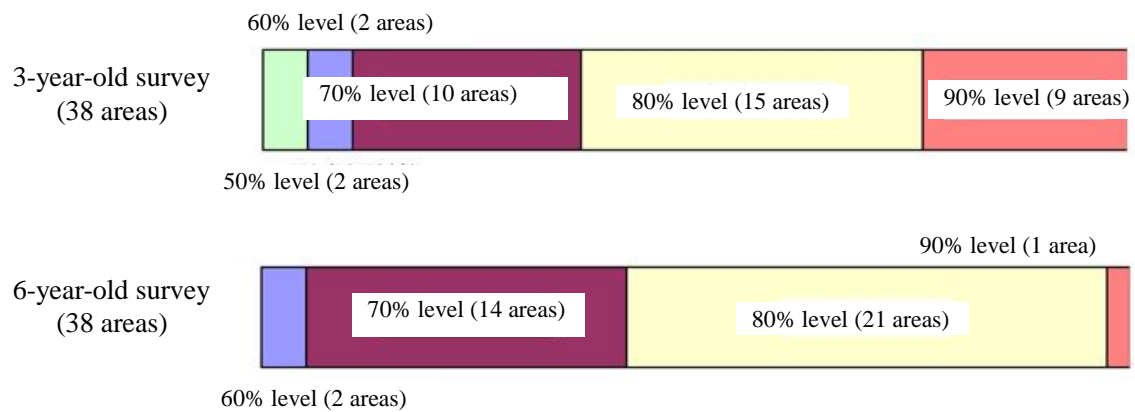 60% level (2 areas)
3-year-old survey
(38 areas)
70% level (10 areas)
80% level (15 areas)
90% level (9 areas)
50% level (2 areas)
90% level (1 area)
6-year-old survey
(38 areas)
70% level (14 areas)
80% level (21 areas)
60% level (2 areas)